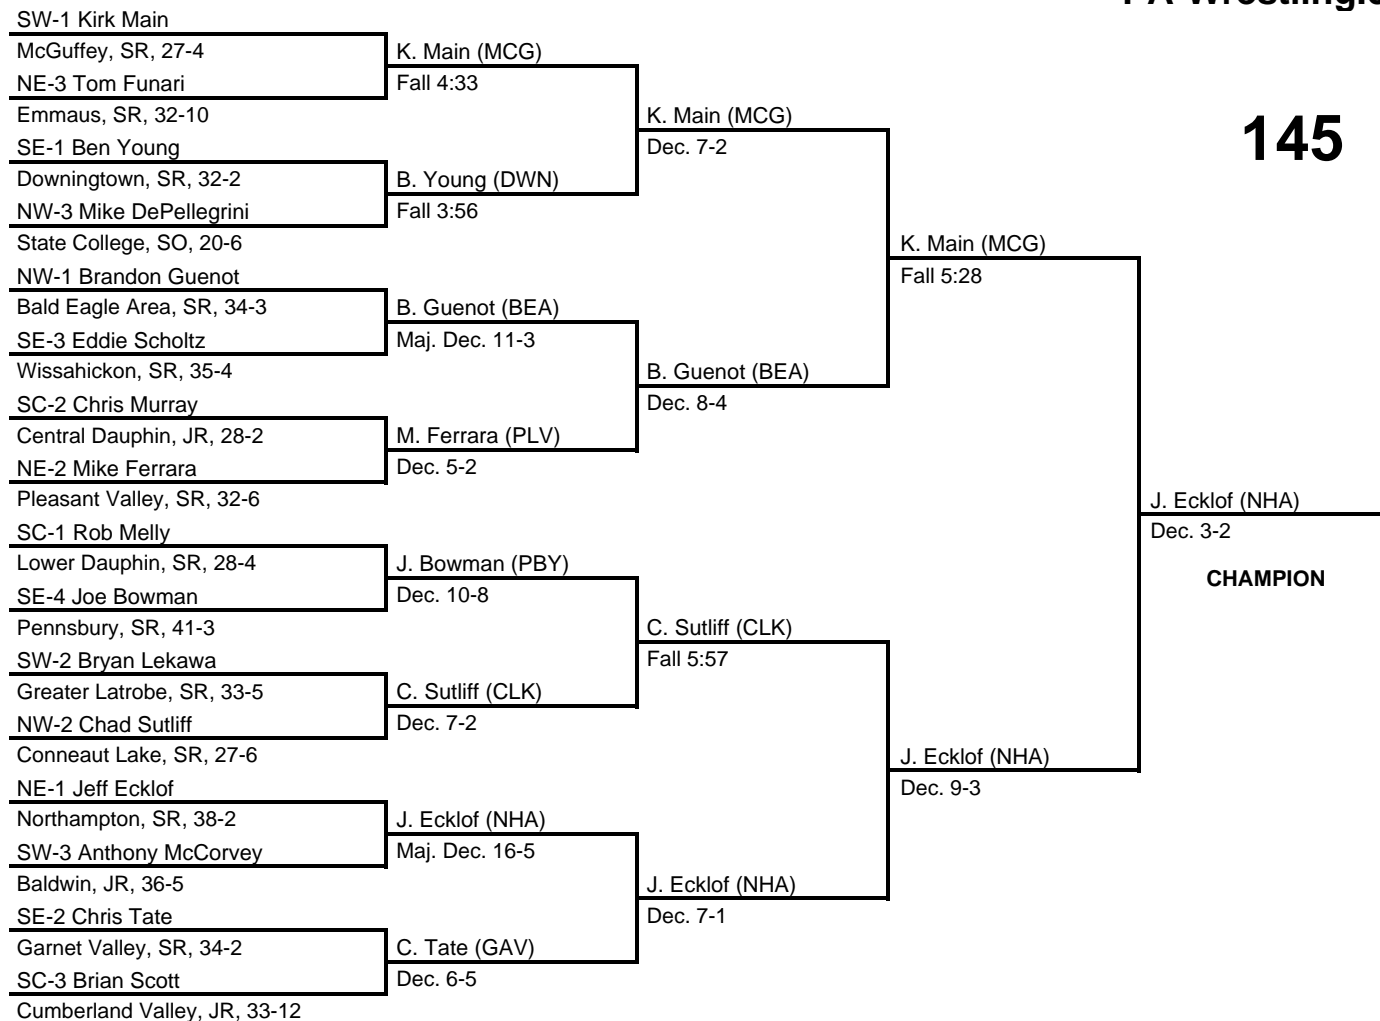 SW-1 Kirk Main
McGuffey, SR, 27-4
NE-3 Tom Funari
Emmaus, SR, 32-10
SE-1 Ben Young
Downingtown, SR, 32-2
NW-3 Mike DePellegrini
State College, SO, 20-6
NW-1 Brandon Guenot
Bald Eagle Area, SR, 34-3
SE-3 Eddie Scholtz
Wissahickon, SR, 35-4
SC-2 Chris Murray
Central Dauphin, JR, 28-2
NE-2 Mike Ferrara
Pleasant Valley, SR, 32-6
SC-1 Rob Melly
Lower Dauphin, SR, 28-4
SE-4 Joe Bowman
Pennsbury, SR, 41-3
SW-2 Bryan Lekawa
Greater Latrobe, SR, 33-5
NW-2 Chad Sutliff
Conneaut Lake, SR, 27-6
NE-1 Jeff Ecklof
Northampton, SR, 38-2
SW-3 Anthony McCorvey
Baldwin, JR, 36-5
SE-2 Chris Tate
Garnet Valley, SR, 34-2
SC-3 Brian Scott
Cumberland Valley, JR, 33-12
K. Main (MCG)
Fall 4:33
B. Young (DWN)
Fall 3:56
B. Guenot (BEA)
Maj. Dec. 11-3
M. Ferrara (PLV)
Dec. 5-2
J. Bowman (PBY)
Dec. 10-8
C. Sutliff (CLK)
Dec. 7-2
J. Ecklof (NHA)
Maj. Dec. 16-5
C. Tate (GAV)
Dec. 6-5
K. Main (MCG)
Dec. 7-2
B. Guenot (BEA)
Dec. 8-4
C. Sutliff (CLK)
Fall 5:57
J. Ecklof (NHA)
Dec. 7-1
K. Main (MCG)
Fall 5:28
J. Ecklof (NHA)
Dec. 9-3
145
J. Ecklof (NHA)
Dec. 3-2
CHAMPION